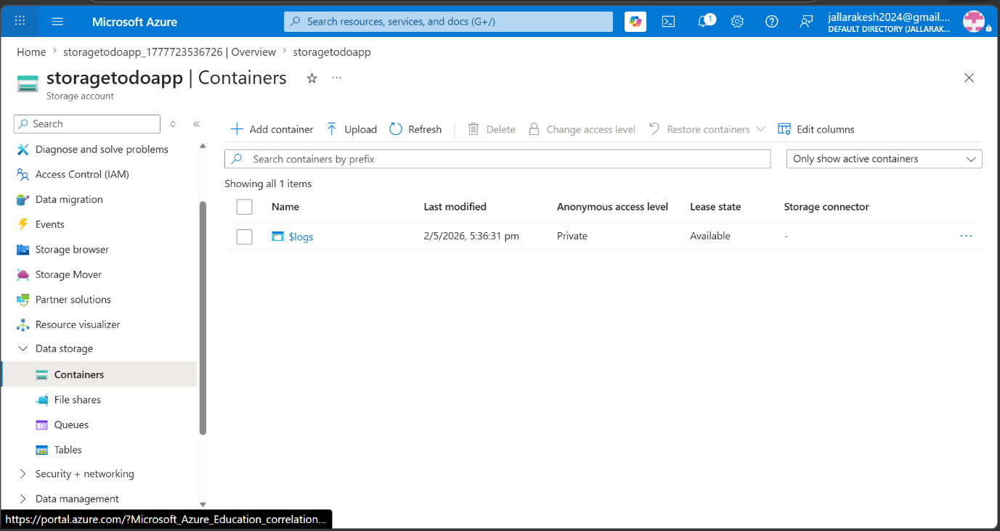 Microsoft Azure
Search resources, services, and docs (G+/)
1
jallarakesh2024@gmail....
DEFAULT DIRECTORY (JALLARAK...
Home > storagetodoapp_1777723536726 | Overview > storagetodoapp
storagetodoapp | Containers
...
Storage account
Search
Add container
Upload
Refresh
Delete
Change access level
Restore containers
Edit columns
Diagnose and solve problems
Access Control (IAM)
Data migration
Events
Storage browser
Storage Mover
Partner solutions
Resource visualizer
Data storage
Containers
File shares
Queues
Tables
Security + networking
Data management
Search containers by prefix
Only show active containers
Showing all 1 items
Name Last modified Anonymous access level Lease state Storage connector
$logs 2/5/2026, 5:36:31 pm Private Available - ...
https://portal.azure.com/?Microsoft_Azure_Education_correlation...